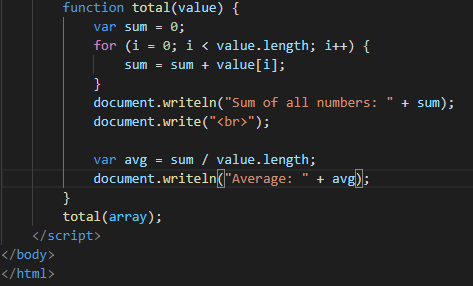 function total(value) {
var sum = 0;
for (i = 0; i < value.length; i++) {
sum = sum + value[i];
}
document.writeln("Sum of all numbers: " + sum);
document.write("<br>");
var avg = sum / value.length;
document.writeln("Average: " + avg);
}
total(array);
</script>
</body>
</html>